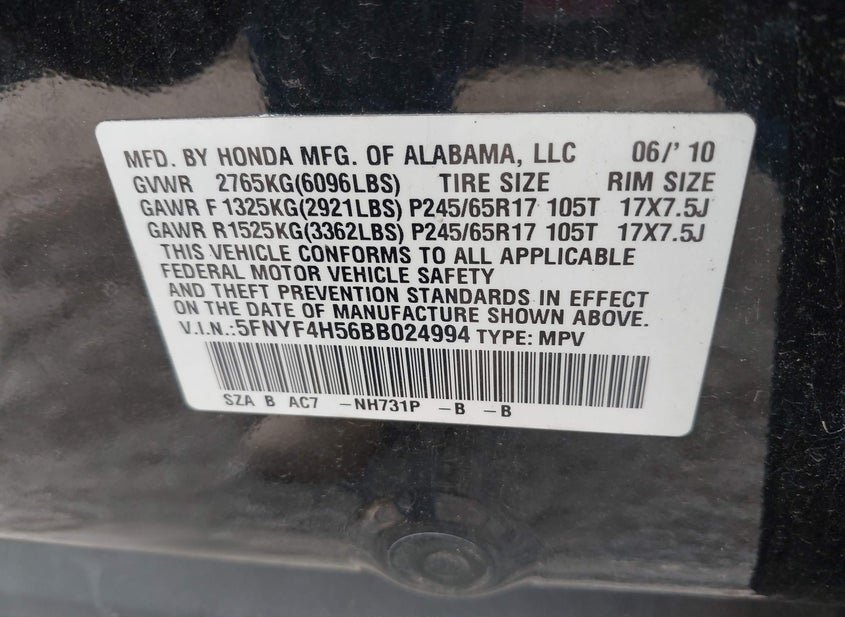 MFD. BY HONDA MFG. OF ALABAMA, LLC 06/' 10
GVWR 2765KG(6096LBS) TIRE SIZE RIM SIZE
GAWR F 1325KG(2921LBS) P245/65R17 105T 17X7.5J
GAWR R1525KG(3362LBS) P245/65R17 105T 17X7.5J
THIS VEHICLE CONFORMS TO ALL APPLICABLE
FEDERAL MOTOR VEHICLE SAFETY
AND THEFT PREVENTION STANDARDS IN EFFECT
ON THE DATE OF MANUFACTURE SHOWN ABOVE.
V.I.N.:5FNYF4H56BB024994 TYPE: MPV
SZA B AC7 -NH731P -B -B